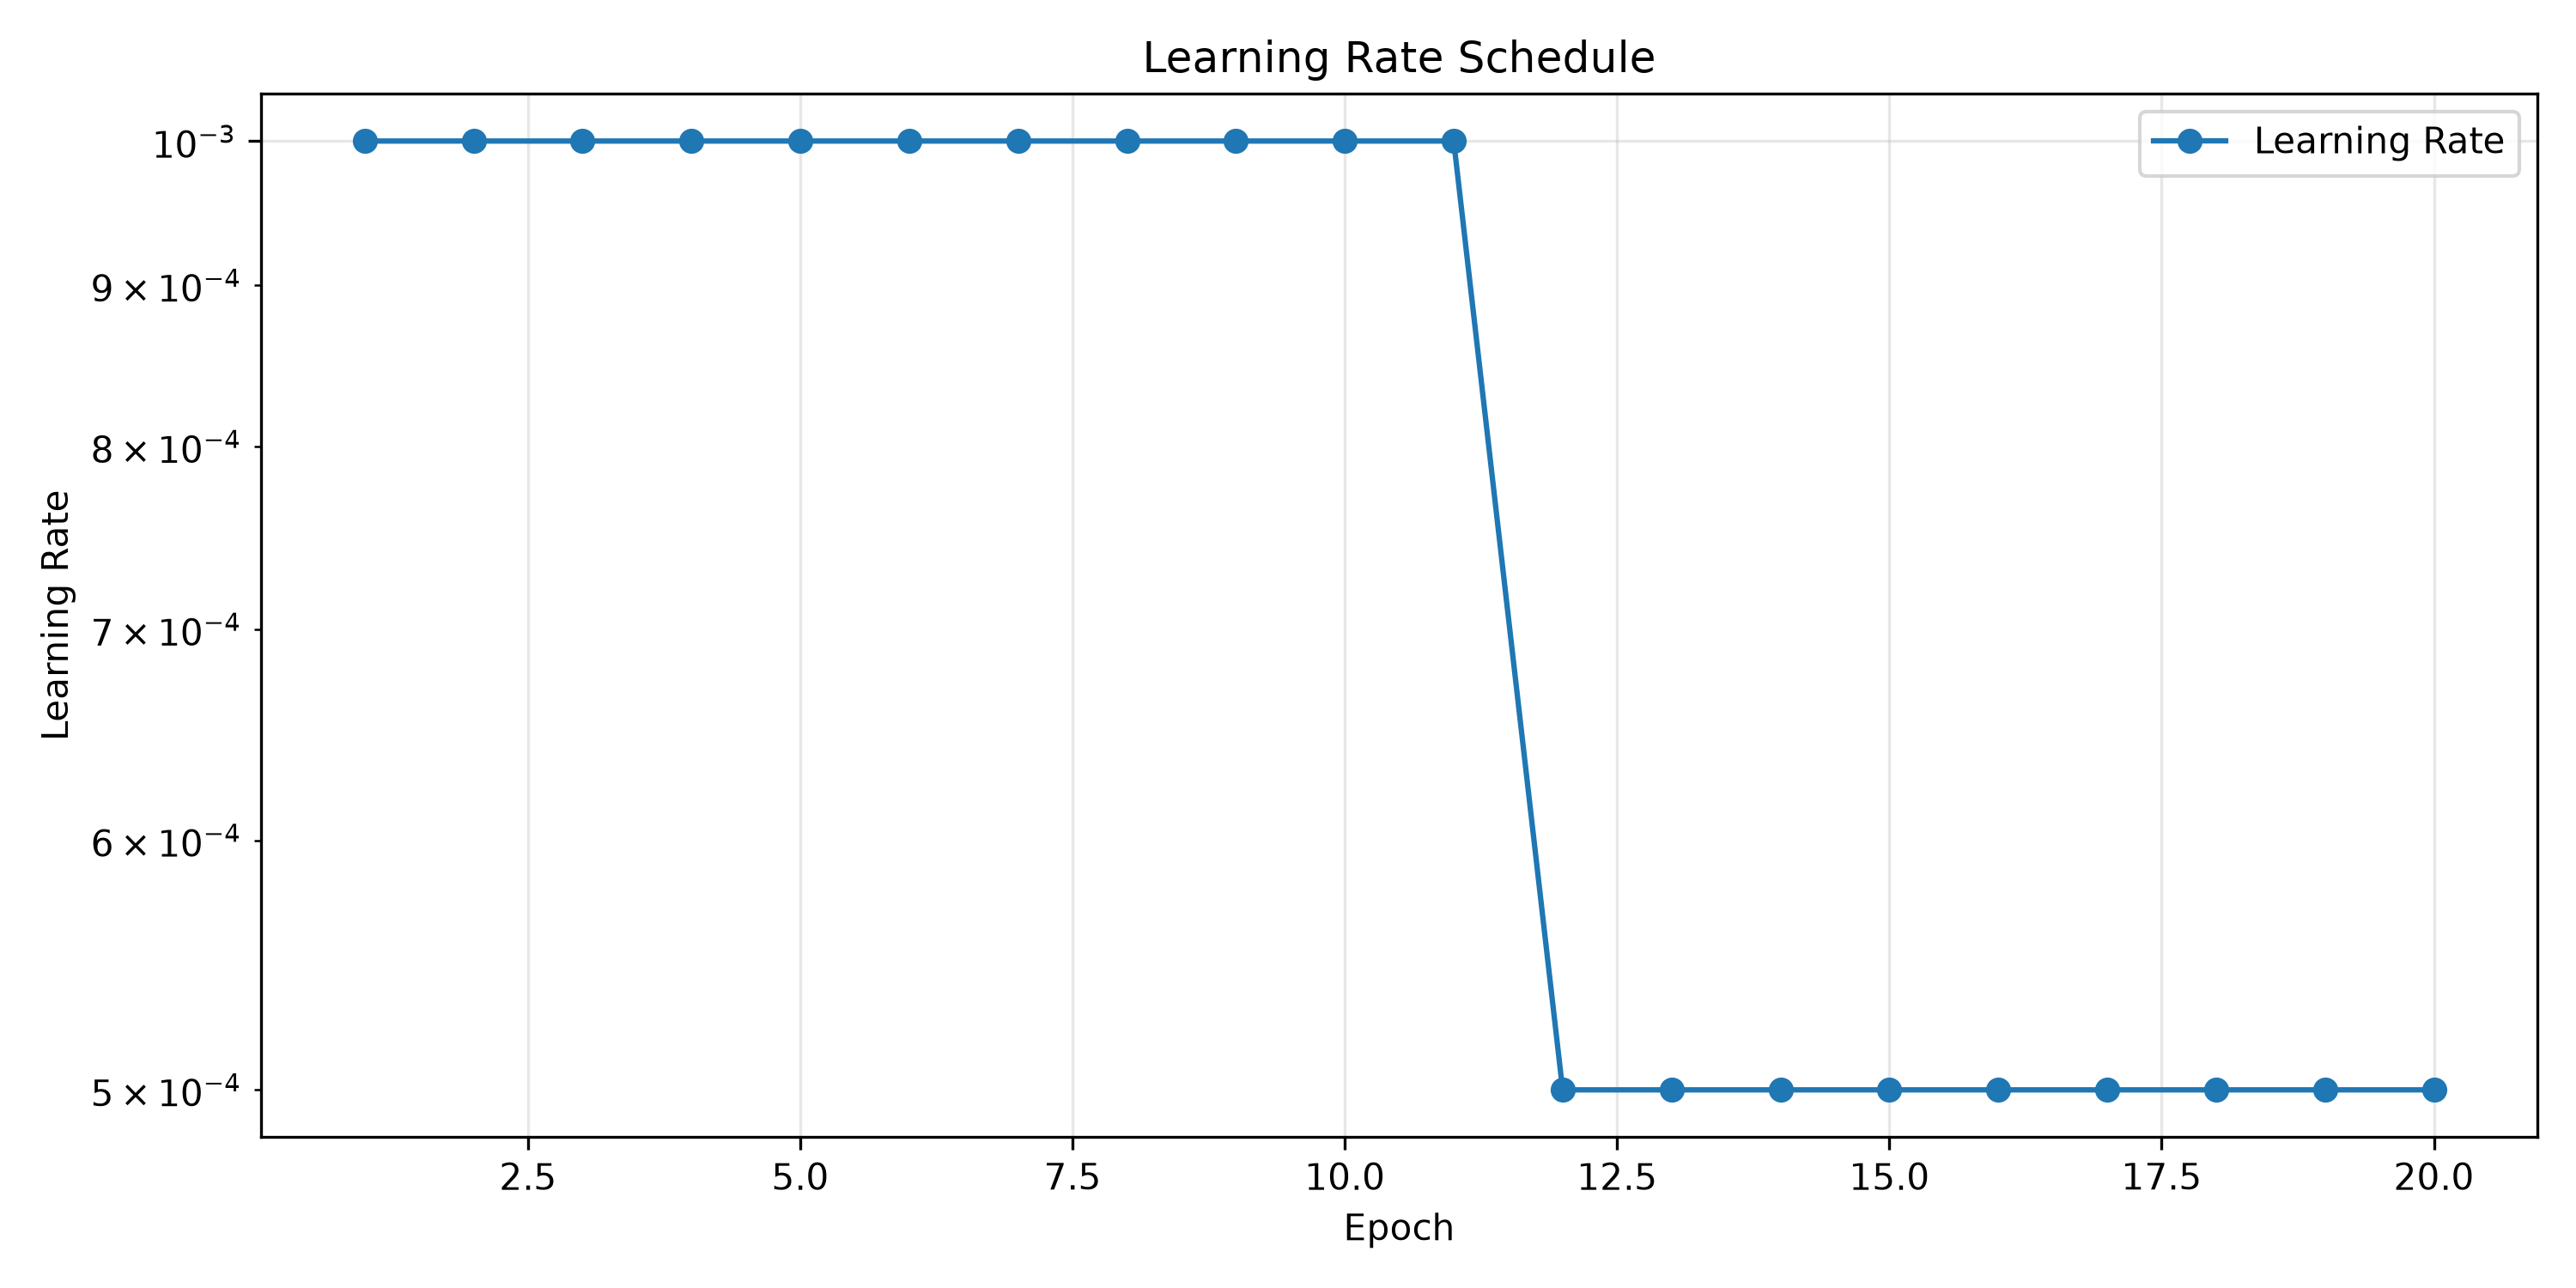 Learning Rate Schedule
Learning Rate
10⁻³
9 × 10⁻⁴
8 × 10⁻⁴
7 × 10⁻⁴
6 × 10⁻⁴
5 × 10⁻⁴
Learning Rate
2.5 5.0 7.5 10.0 12.5 15.0 17.5 20.0
Epoch